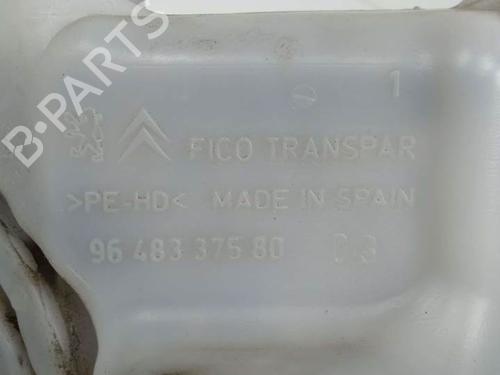 1
FICO TRANSPAR
>PE-HD< MADE IN SPAIN
96 483 375 80
B-PARTS